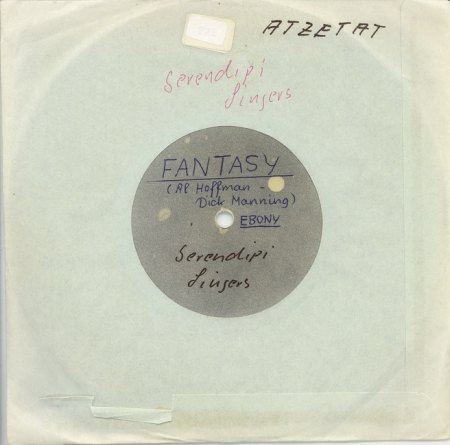 ATZETAT
Serendipi
Singers
FANTASY
(Al Hoffman -
Dick Manning)
EBONY
Serendipi
Singers